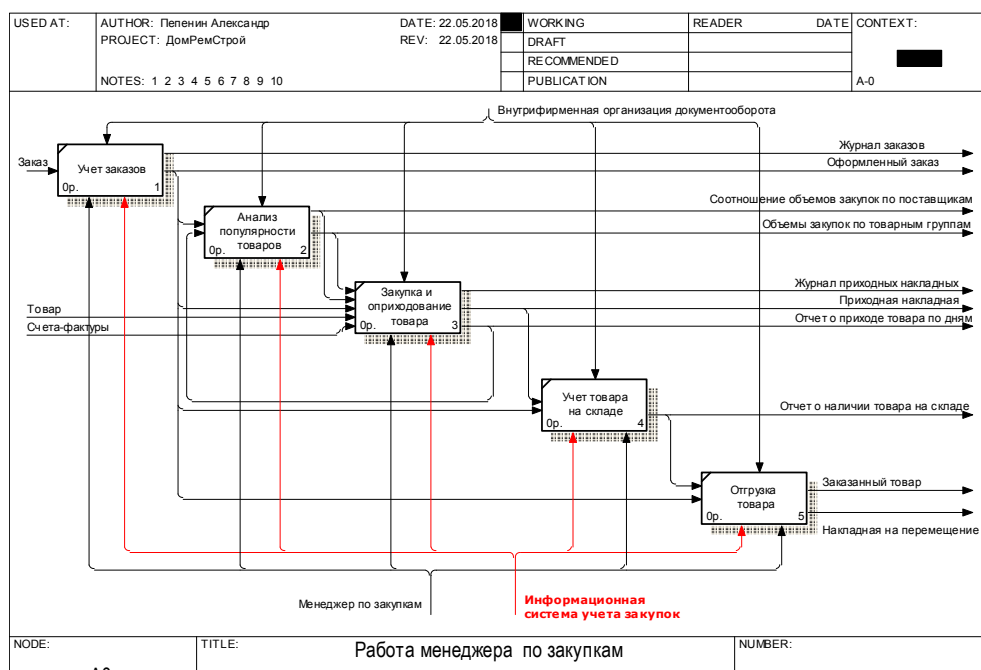 USED AT:
AUTHOR: Пепенин Александр
DATE: 22.05.2018
WORKING
READER
DATE
CONTEXT:
PROJECT: ДомРемСтрой
REV: 22.05.2018
DRAFT
RECOMMENDED
NOTES: 1 2 3 4 5 6 7 8 9 10
PUBLICATION
A-0
Внутрифирменная организация документооборота
Журнал заказов
Заказ
Учет заказов
Оформленный заказ
0р. 1
Соотношение объемов закупок по поставщикам
Анализ
популярности
товаров
Объемы закупок по товарным группам
0р. 2
Журнал приходных накладных
Закупка и
оприходование
товара
Приходная накладная
Товар
Отчет о приходе товара по дням
Счета-фактуры
0р. 3
Учет товара
на складе
Отчет о наличии товара на складе
0р. 4
Отгрузка
товара
Заказанный товар
0р. 5
Накладная на перемещение
Менеджер по закупкам
Информационная
система учета закупок
NODE:
TITLE:
Работа менеджера по закупкам
NUMBER: